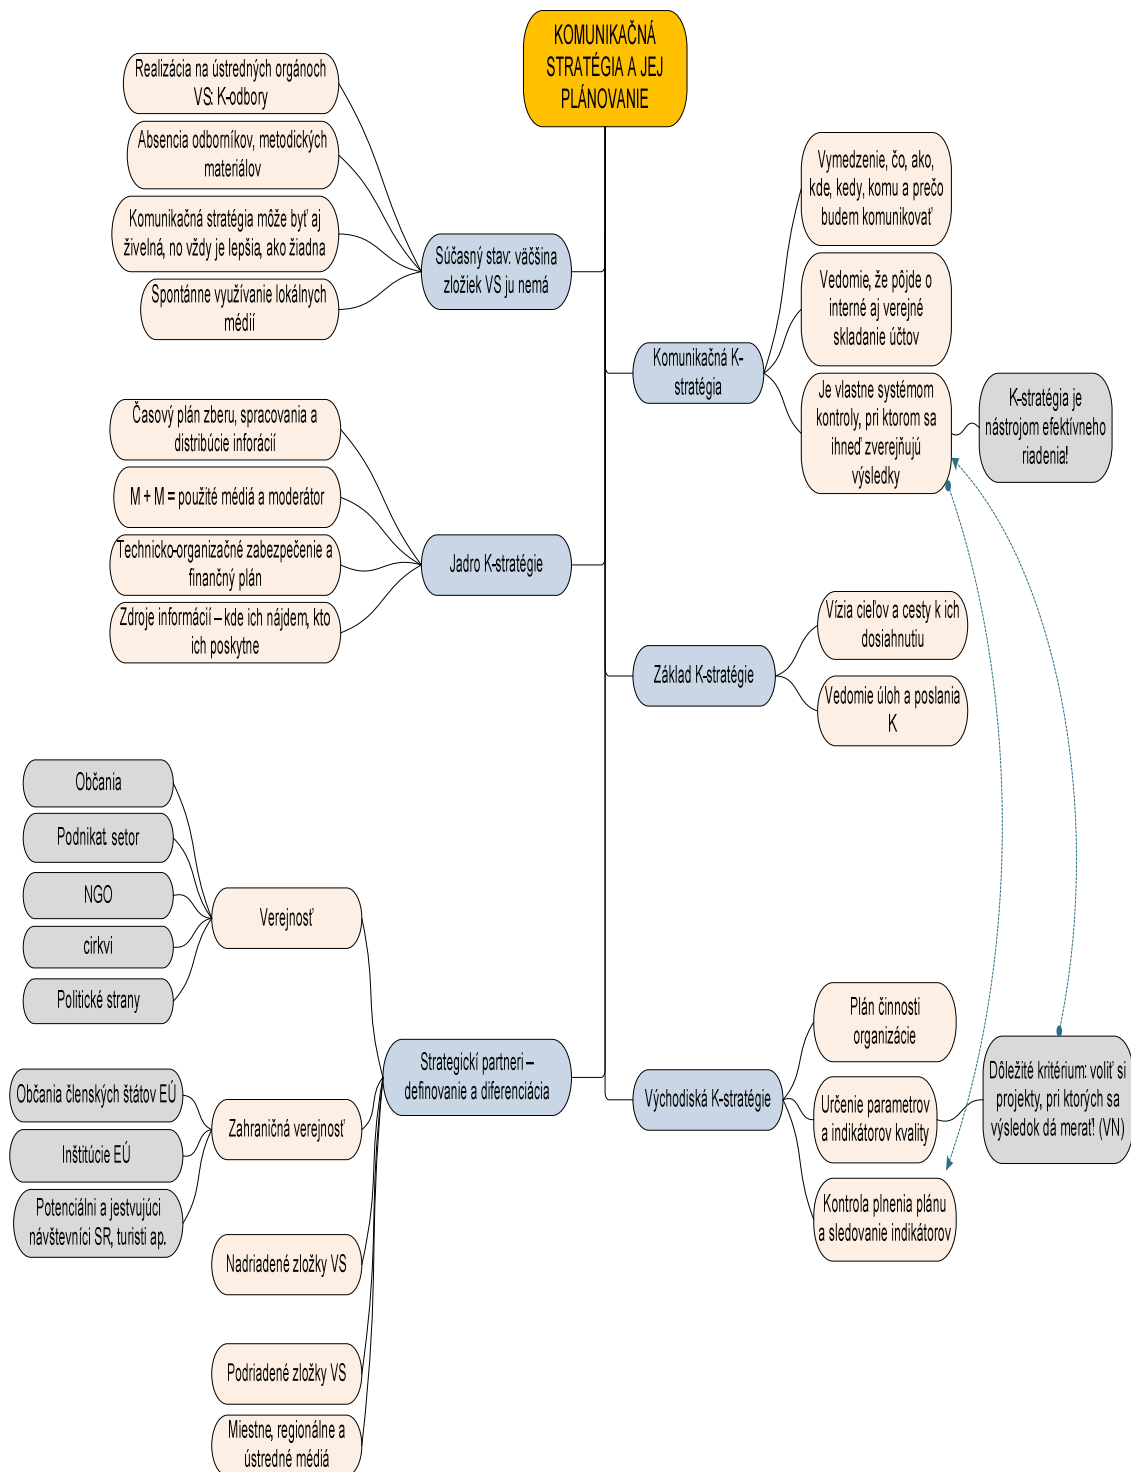 KOMUNIKAČNÁ
STRATÉGIA A JEJ
PLÁNOVANIE
Realizácia na ústredných orgánoch
VS: K-odbory
Absencia odborníkov, metodických
materiálov
Komunikačná stratégia môže byť aj
živelná, no vždy je lepšia, ako žiadna
Spontánne využívanie lokálnych
médií
Súčasný stav: väčšina
zložiek VS ju nemá
Vymedzenie, čo, ako,
kde, kedy, komu a prečo
budem komunikovať
Vedomie, že pôjde o
interné aj verejné
skladanie účtov
Komunikačná K-
stratégia
Je vlastne systémom
kontroly, pri ktorom sa
ihneď zverejňujú
výsledky
K-stratégia je
nástrojom efektívneho
riadenia!
Časový plán zberu, spracovania a
distribúcie inforácií
M + M = použité médiá a moderátor
Technicko-organizačné zabezpečenie a
finančný plán
Zdroje informácií – kde ich nájdem, kto
ich poskytne
Jadro K-stratégie
Základ K-stratégie
Vízia cieľov a cesty k ich
dosiahnutiu
Vedomie úloh a poslania
K
Občania
Podnikat. setor
NGO
cirkvi
Politické strany
Verejnosť
Občania členských štátov EÚ
Inštitúcie EÚ
Potenciálni a jestvujúci
návštevníci SR, turisti ap.
Zahraničná verejnosť
Nadriadené zložky VS
Podriadené zložky VS
Miestne, regionálne a
ústredné médiá
Strategickí partneri –
definovanie a diferenciácia
Východiská K-stratégie
Plán činnosti
organizácie
Určenie parametrov
a indikátorov kvality
Kontrola plnenia plánu
a sledovanie indikátorov
Dôležité kritérium: voliť si
projekty, pri ktorých sa
výsledok dá merať! (VN)